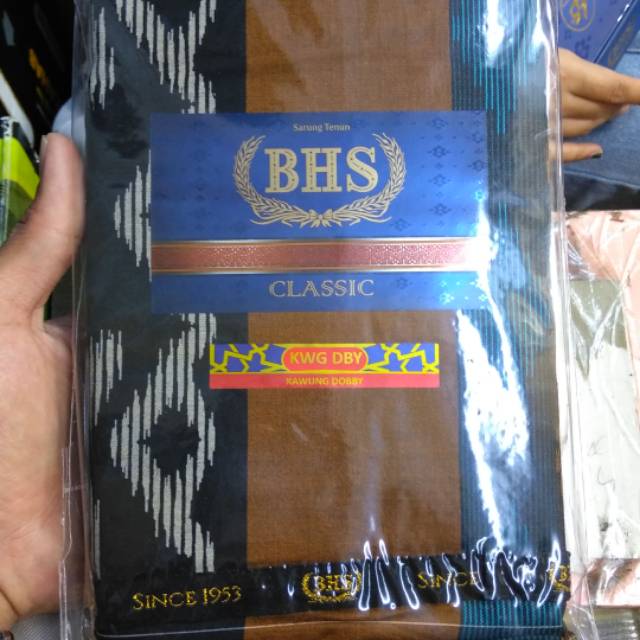 Sarung Tenun
BHS
CLASSIC
KWG DBY
KAWUNG DOBBY
SINCE 1953 BHS SINCE